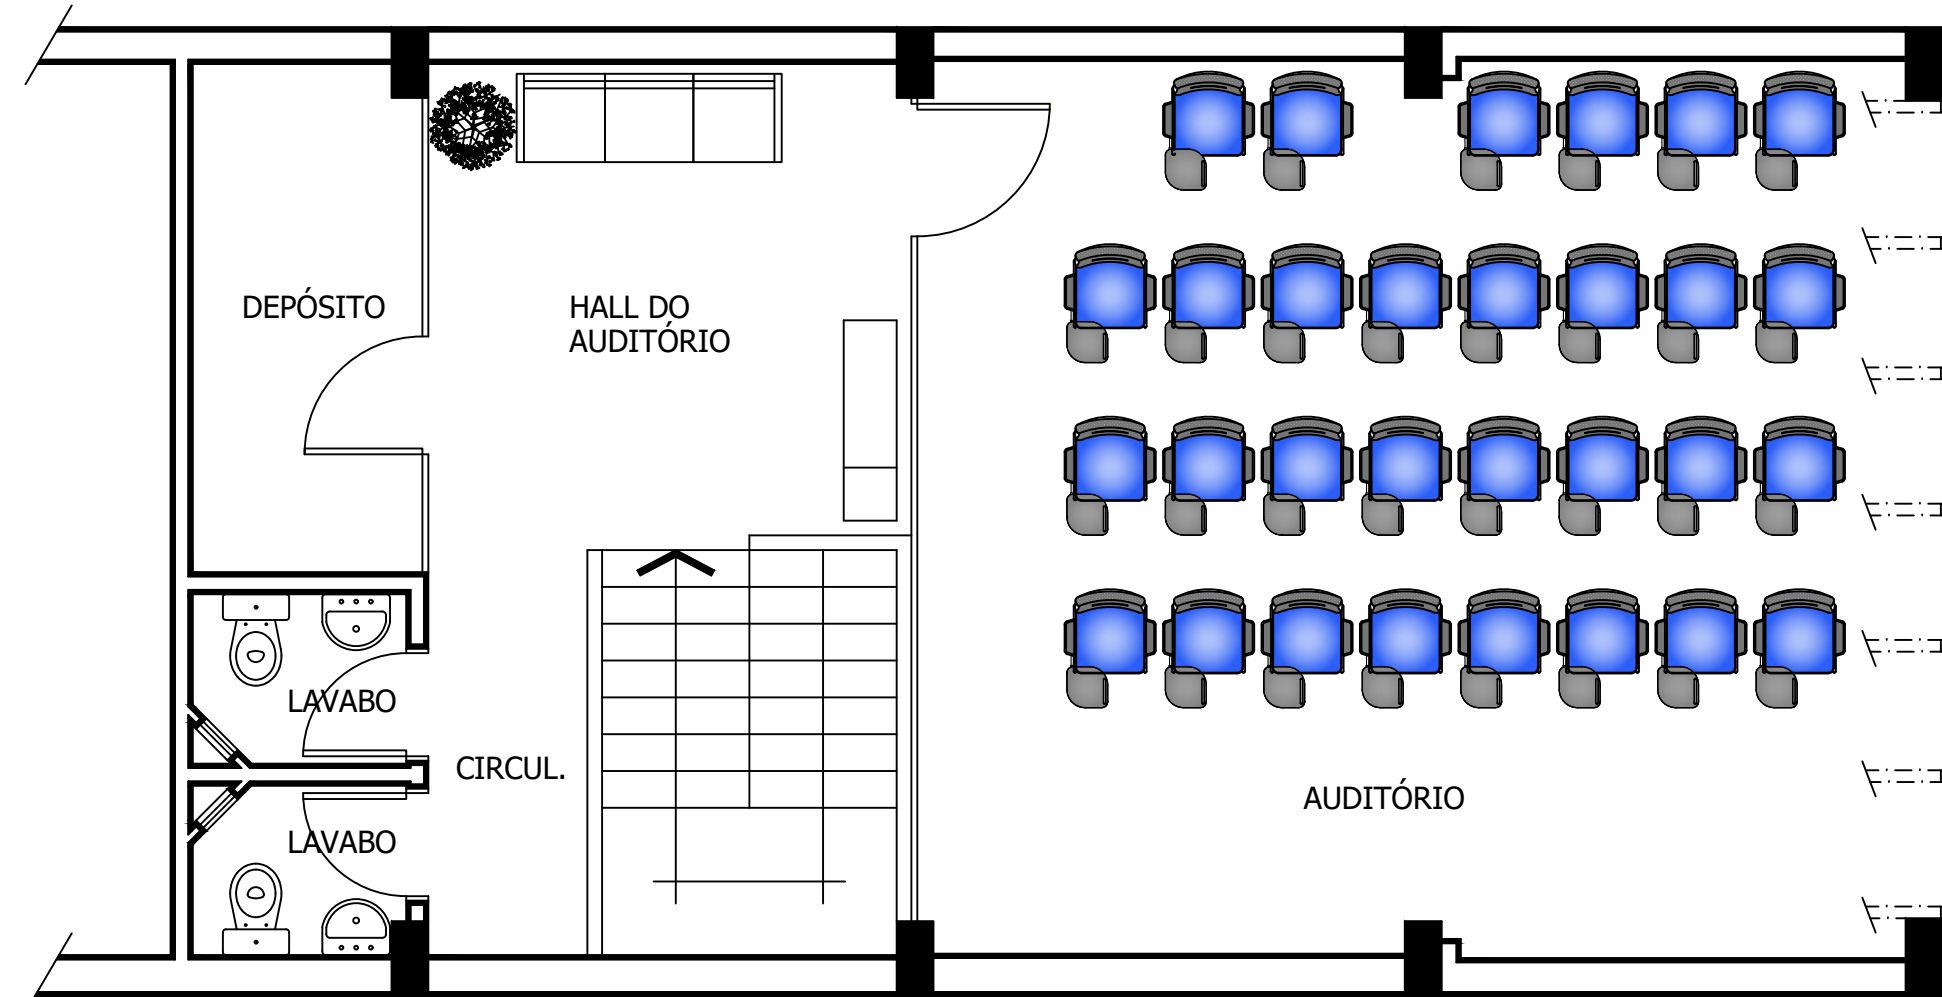 DEPÓSITO
HALL DO
AUDITÓRIO
LAVABO
CIRCUL.
AUDITÓRIO
LAVABO